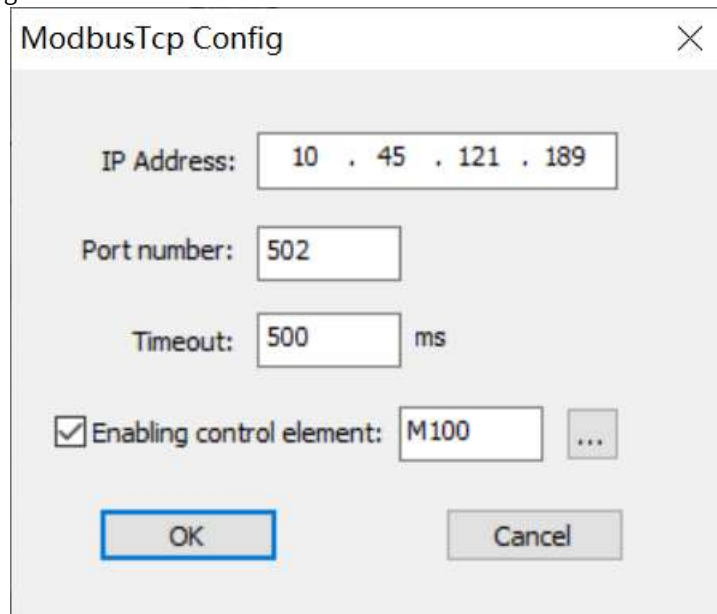 ModbusTcp Config
IP Address: 10 . 45 . 121 . 189
Port number: 502
Timeout: 500 ms
Enabling control element: M100 ...
OK Cancel